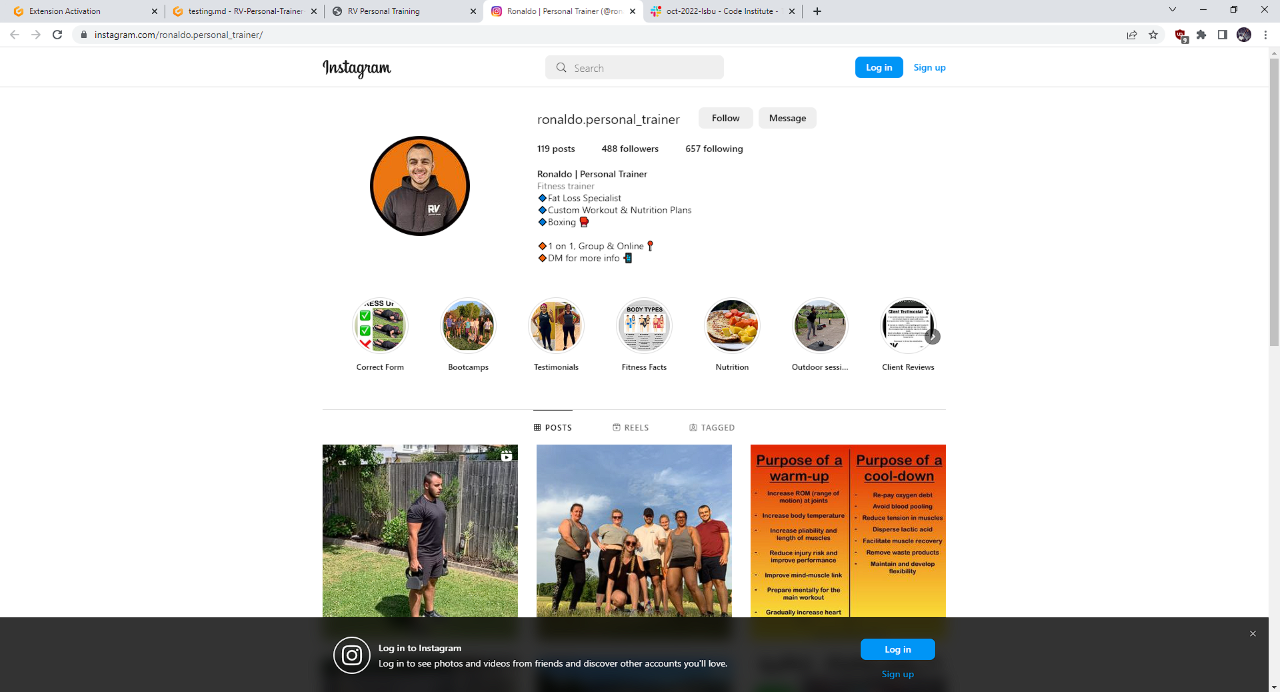 Extension Activation
testing.md - RV-Personal-Trainer
RV Personal Training
Ronaldo | Personal Trainer (@ron
oct-2022-lsbu - Code Institute -
instagram.com/ronaldo.personal_trainer/
Instagram
Search
Log in
Sign up
ronaldo.personal_trainer
Follow
Message
119 posts
488 followers
657 following
Ronaldo | Personal Trainer
Fitness trainer
Fat Loss Specialist
Custom Workout & Nutrition Plans
Boxing
1 on 1, Group & Online
DM for more info
RV
BODY TYPES
Client Testimonial
Correct Form
Bootcamps
Testimonials
Fitness Facts
Nutrition
Outdoor sessi...
Client Reviews
POSTS
REELS
TAGGED
Purpose of a
warm-up
- Increase ROM (range of
motion) at joints
- Increase body temperature
- Increase pliability and
length of muscles
- Reduce injury risk and
improve performance
- Improve mind-muscle link
- Prepare mentally for the
main workout
- Gradually increase heart
Purpose of a
cool-down
- Re-pay oxygen debt
- Avoid blood pooling
- Reduce tension in muscles
- Disperse lactic acid
- Facilitate muscle recovery
- Remove waste products
- Maintain and develop
flexibility
Log in to Instagram
Log in to see photos and videos from friends and discover other accounts you'll love.
Log in
Sign up